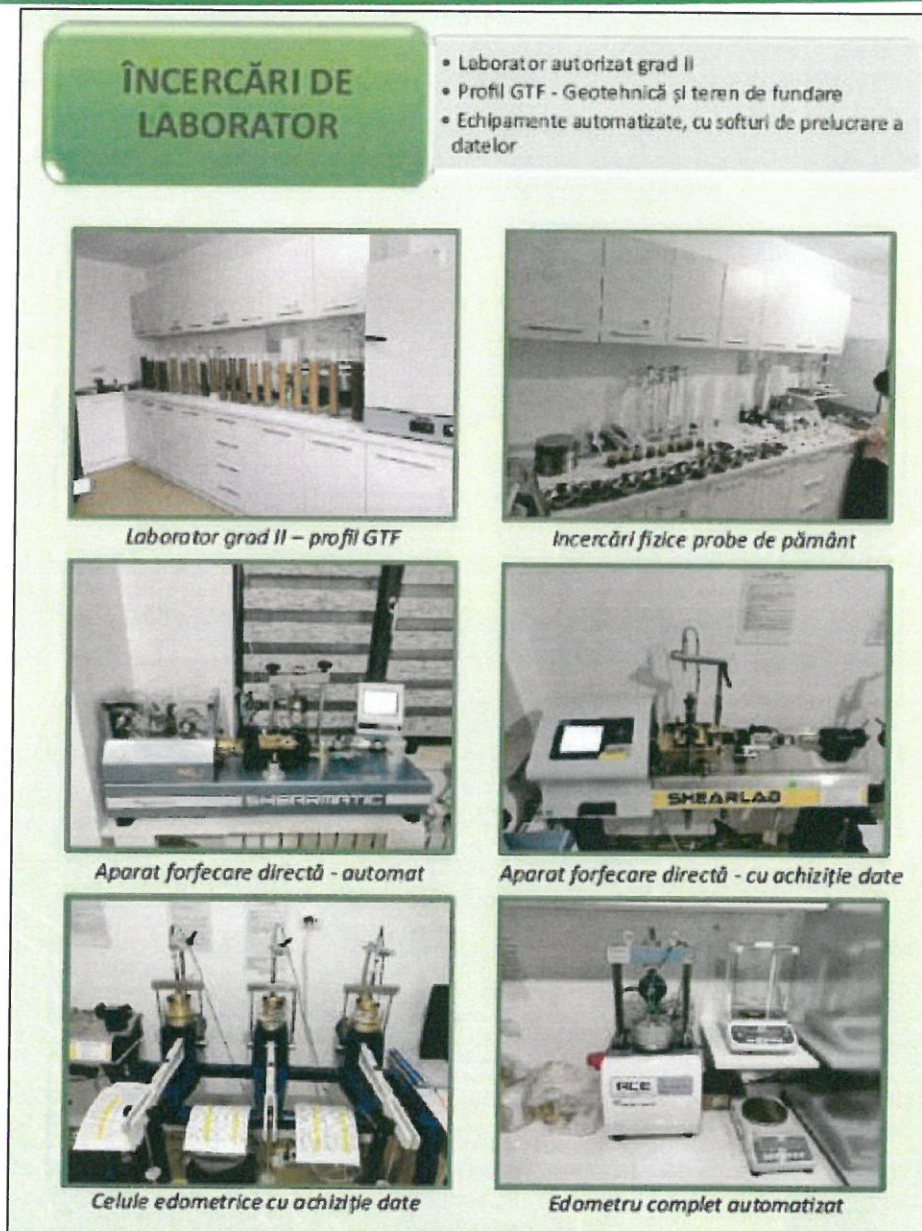 ÎNCERCĂRI DE
LABORATOR
• Laborator autorizat grad II
• Profil GTF - Geotehnică și teren de fundare
• Echipamente automatizate, cu softuri de prelucrare a
datelor
Laborator grad II – profil GTF
Incercări fizice probe de pământ
SHEARMATIC
SHEARLAB
Aparat forfecare directă - automat
Aparat forfecare directă - cu achiziție date
ACE
Celule edometrice cu achiziție date
Edometru complet automatizat